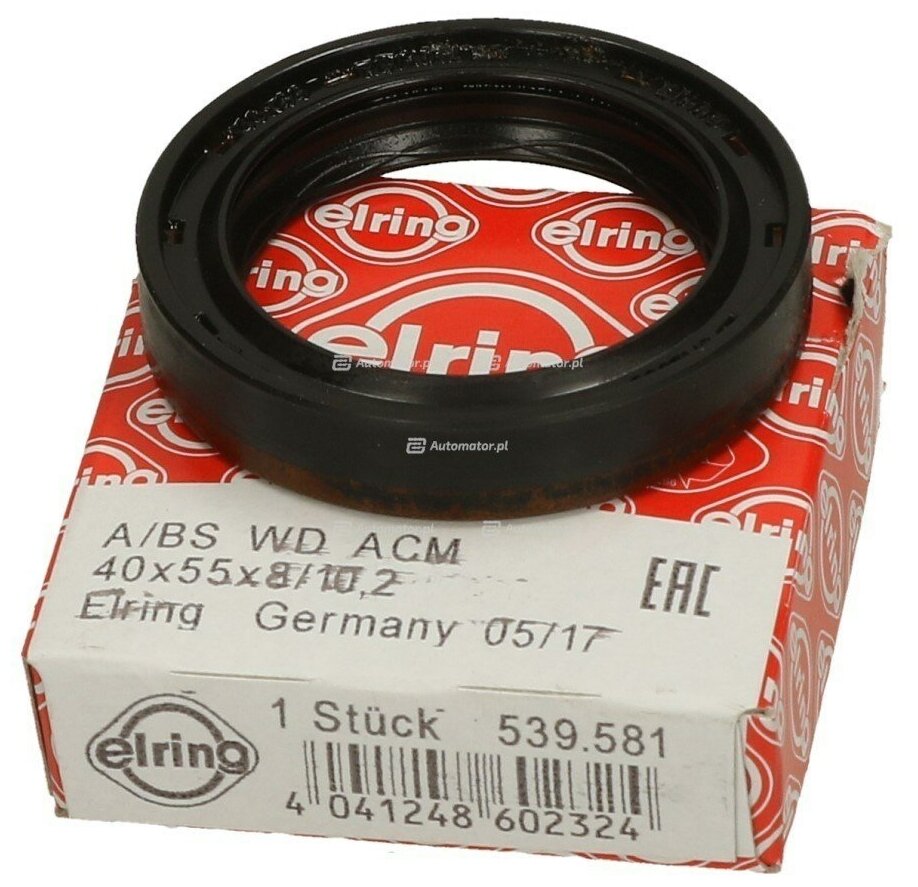 elring
elring
elring
elring
elring
Automator.pl
Automator.pl
Automator.pl
A/BS WD ACM
40x55x8/10,2
EAC
Elring Germany 05/17
elring
1 Stück 539.581
4 041248 602324